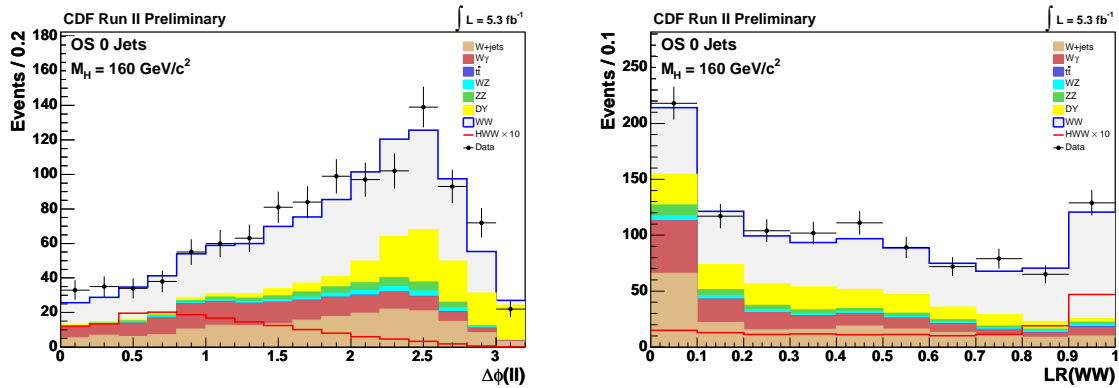 CDF Run II Preliminary
∫ L = 5.3 fb⁻¹
OS 0 Jets
M_H = 160 GeV/c²
W+jets
Wγ
tt̄
WZ
ZZ
DY
WW
HWW × 10
Data
Events / 0.2
180
160
140
120
100
80
60
40
20
0
0 0.5 1 1.5 2 2.5 3
Δϕ(ll)
CDF Run II Preliminary
∫ L = 5.3 fb⁻¹
OS 0 Jets
M_H = 160 GeV/c²
W+jets
Wγ
tt̄
WZ
ZZ
DY
WW
HWW × 10
Data
Events / 0.1
250
200
150
100
50
0
0 0.1 0.2 0.3 0.4 0.5 0.6 0.7 0.8 0.9 1
LR(WW)